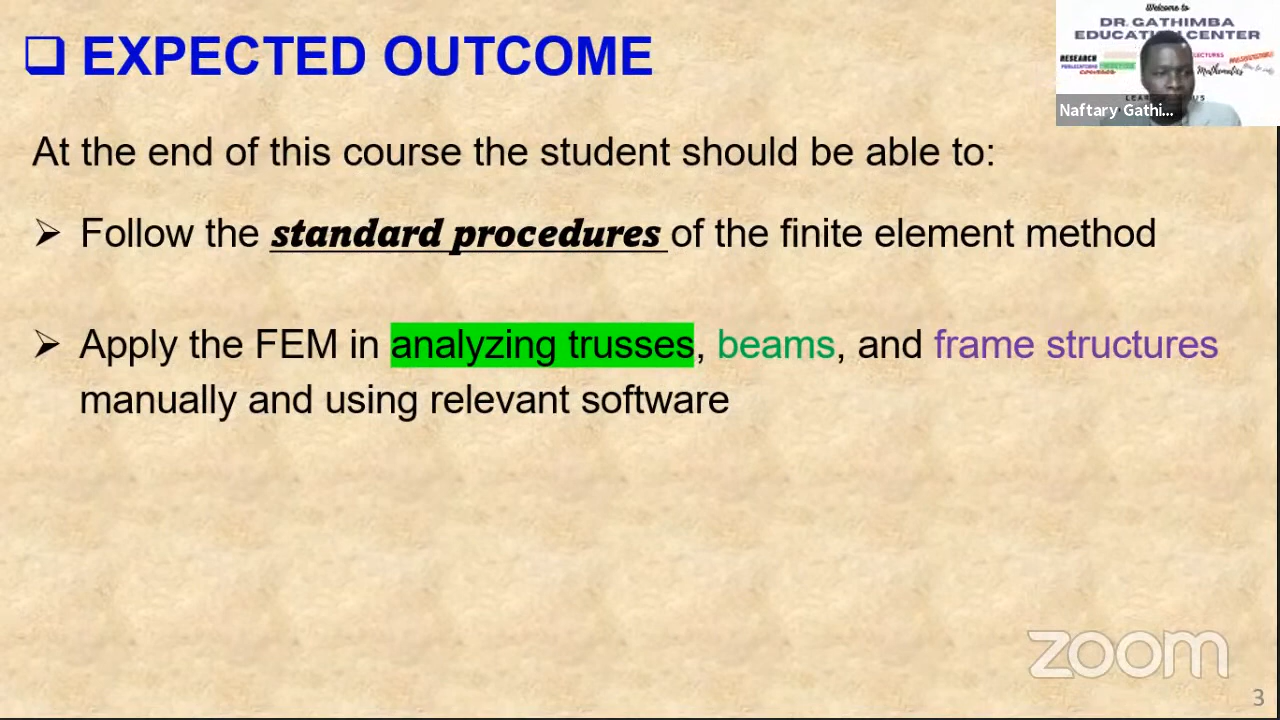 EXPECTED OUTCOME
At the end of this course the student should be able to:
Follow the standard procedures of the finite element method
Apply the FEM in analyzing trusses, beams, and frame structures
manually and using relevant software
Welcome to
DR. GATHIMBA
EDUCATION CENTER
RESEARCH
LECTURES
PUBLICATIONS
courses
Mathematics
Naftary Gathi...
zoom
3